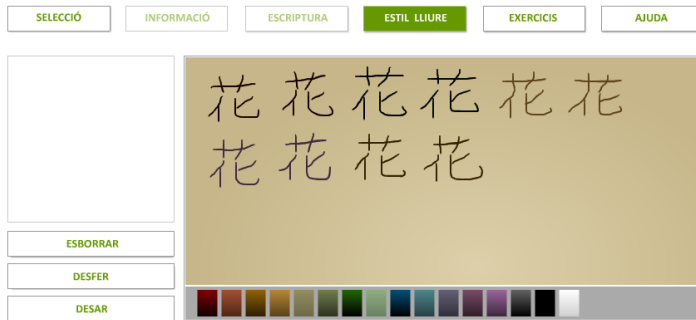 SELECCIÓ INFORMACIÓ ESCRIPTURA ESTIL LLIURE EXERCICIS AJUDA
花花花花花花
花花花花
ESBORRAR
DESFER
DESAR